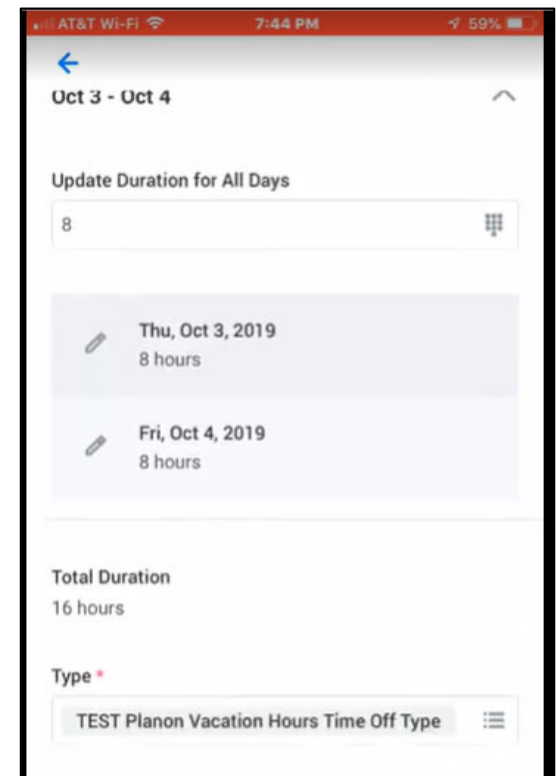 AT&T Wi-Fi 7:44 PM 59%
Oct 3 - Oct 4
Update Duration for All Days
8
Thu, Oct 3, 2019
8 hours
Fri, Oct 4, 2019
8 hours
Total Duration
16 hours
Type *
TEST Planon Vacation Hours Time Off Type